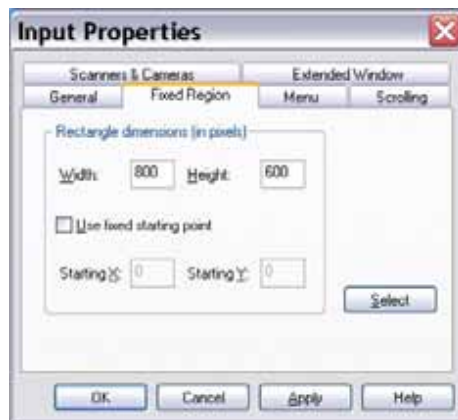 Input Properties
Scanners & Cameras Extended Window
General Fixed Region Menu Scrolling
Rectangle dimensions (in pixels)
Width: 800 Height: 600
Use fixed starting point
Starting X: 0 Starting Y: 0
Select
OK Cancel Apply Help